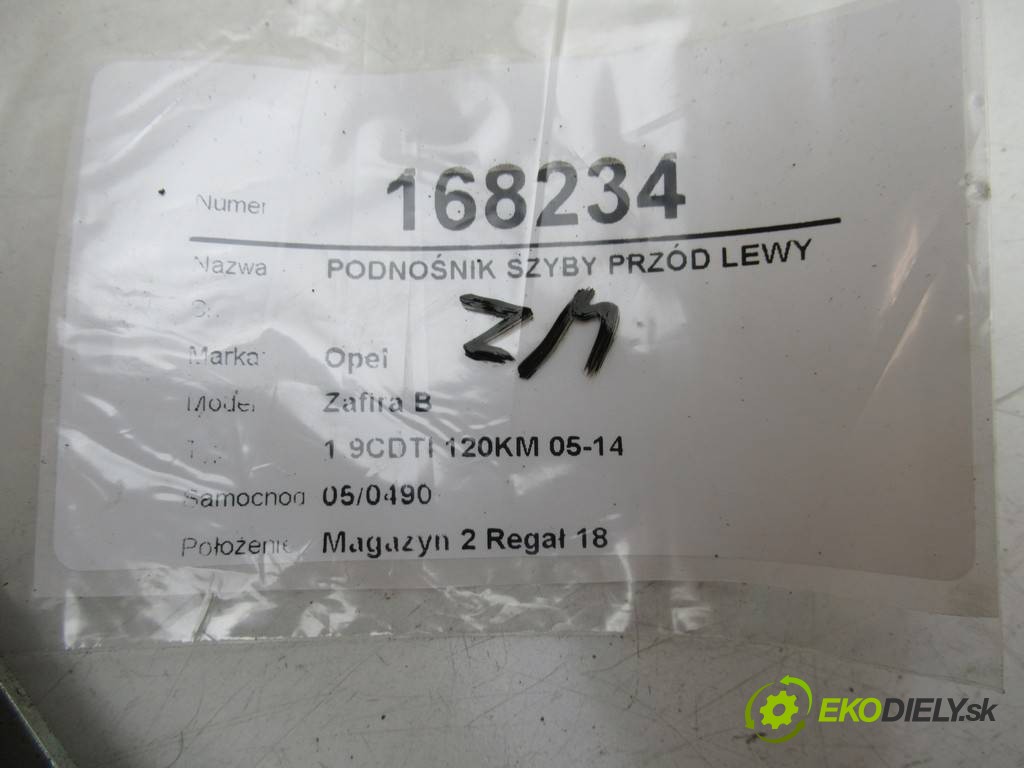 Numer 168234
Nazwa PODNOŚNIK SZYBY PRZÓD LEWY
Marka Opel
Model Zafira B
1.9CDTI 120KM 05-14
Samochód 05/0490
Położenie Magazyn 2 Regał 18
EKODIELY.sk